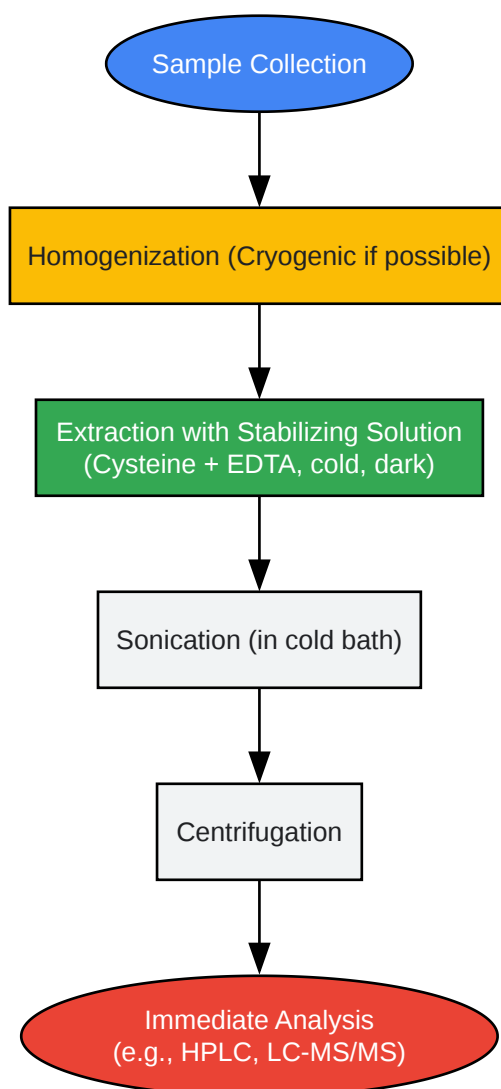 Sample Collection
Homogenization (Cryogenic if possible)
Extraction with Stabilizing Solution
(Cysteine + EDTA, cold, dark)
Sonication (in cold bath)
Centrifugation
Immediate Analysis
(e.g., HPLC, LC-MS/MS)